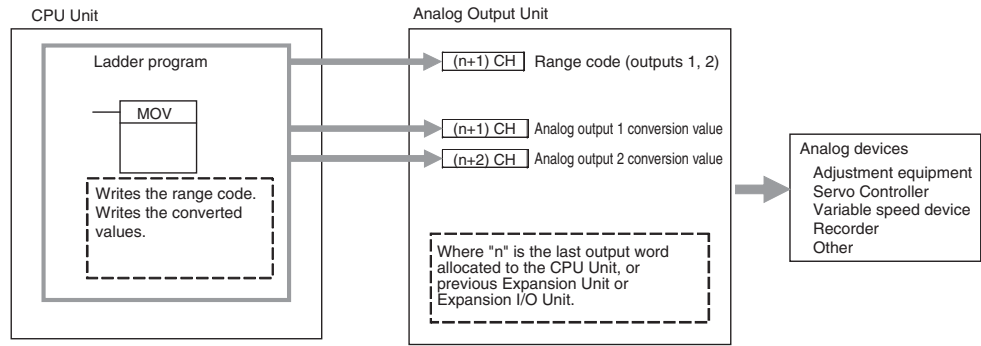 CPU Unit
Analog Output Unit
Ladder program
MOV
Writes the range code.
Writes the converted
values.
(n+1) CH Range code (outputs 1, 2)
(n+1) CH Analog output 1 conversion value
(n+2) CH Analog output 2 conversion value
Where "n" is the last output word
allocated to the CPU Unit, or
previous Expansion Unit or
Expansion I/O Unit.
Analog devices
Adjustment equipment
Servo Controller
Variable speed device
Recorder
Other